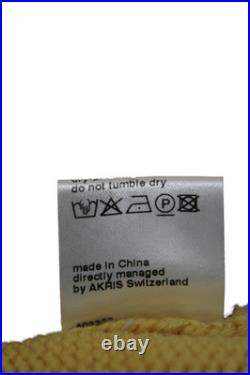 do not tumble dry
made in China
directly managed
by AKRIS Switzerland